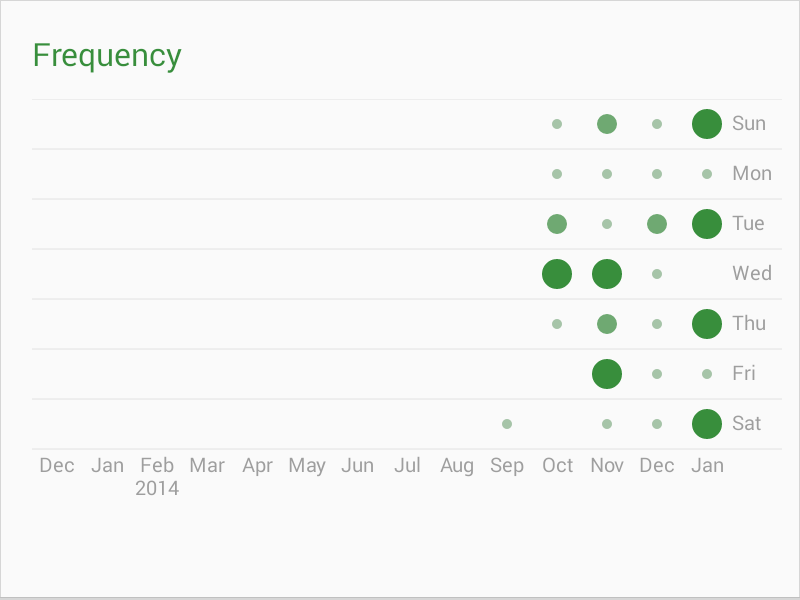 Frequency
Sun
Mon
Tue
Wed
Thu
Fri
Sat
Dec Jan Feb Mar Apr May Jun Jul Aug Sep Oct Nov Dec Jan
2014